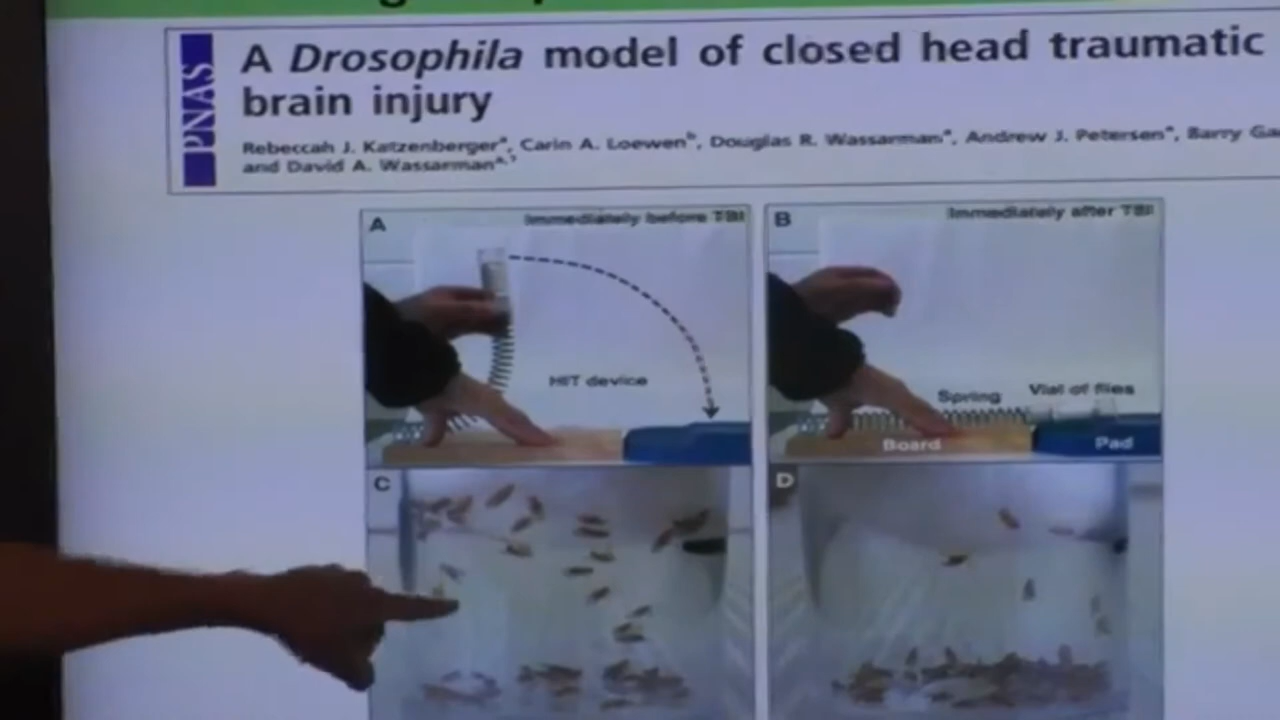 PNAS
A Drosophila model of closed head traumatic
brain injury
Rebeccah J. Katzenberger a, Carin A. Loewen b, Douglas R. Wassarman a, Andrew J. Petersen a, Barry Ga
and David A. Wassarman a,
A
Immediately before TBI
HIT device
B
Immediately after TBI
Spring
Vial of flies
Board
Pad
C
D